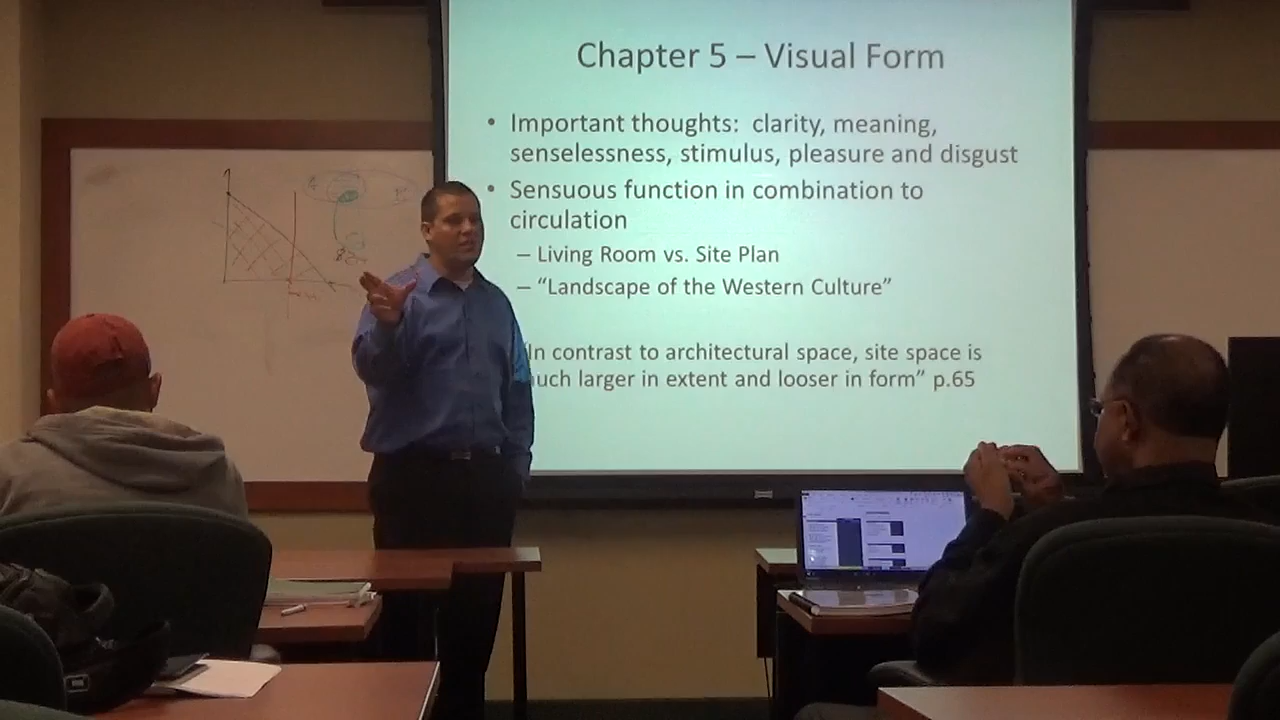 Chapter 5 – Visual Form
• Important thoughts: clarity, meaning,
senselessness, stimulus, pleasure and disgust
• Sensuous function in combination to
circulation
– Living Room vs. Site Plan
– “Landscape of the Western Culture”
In contrast to architectural space, site space is
larger in extent and looser in form” p.65